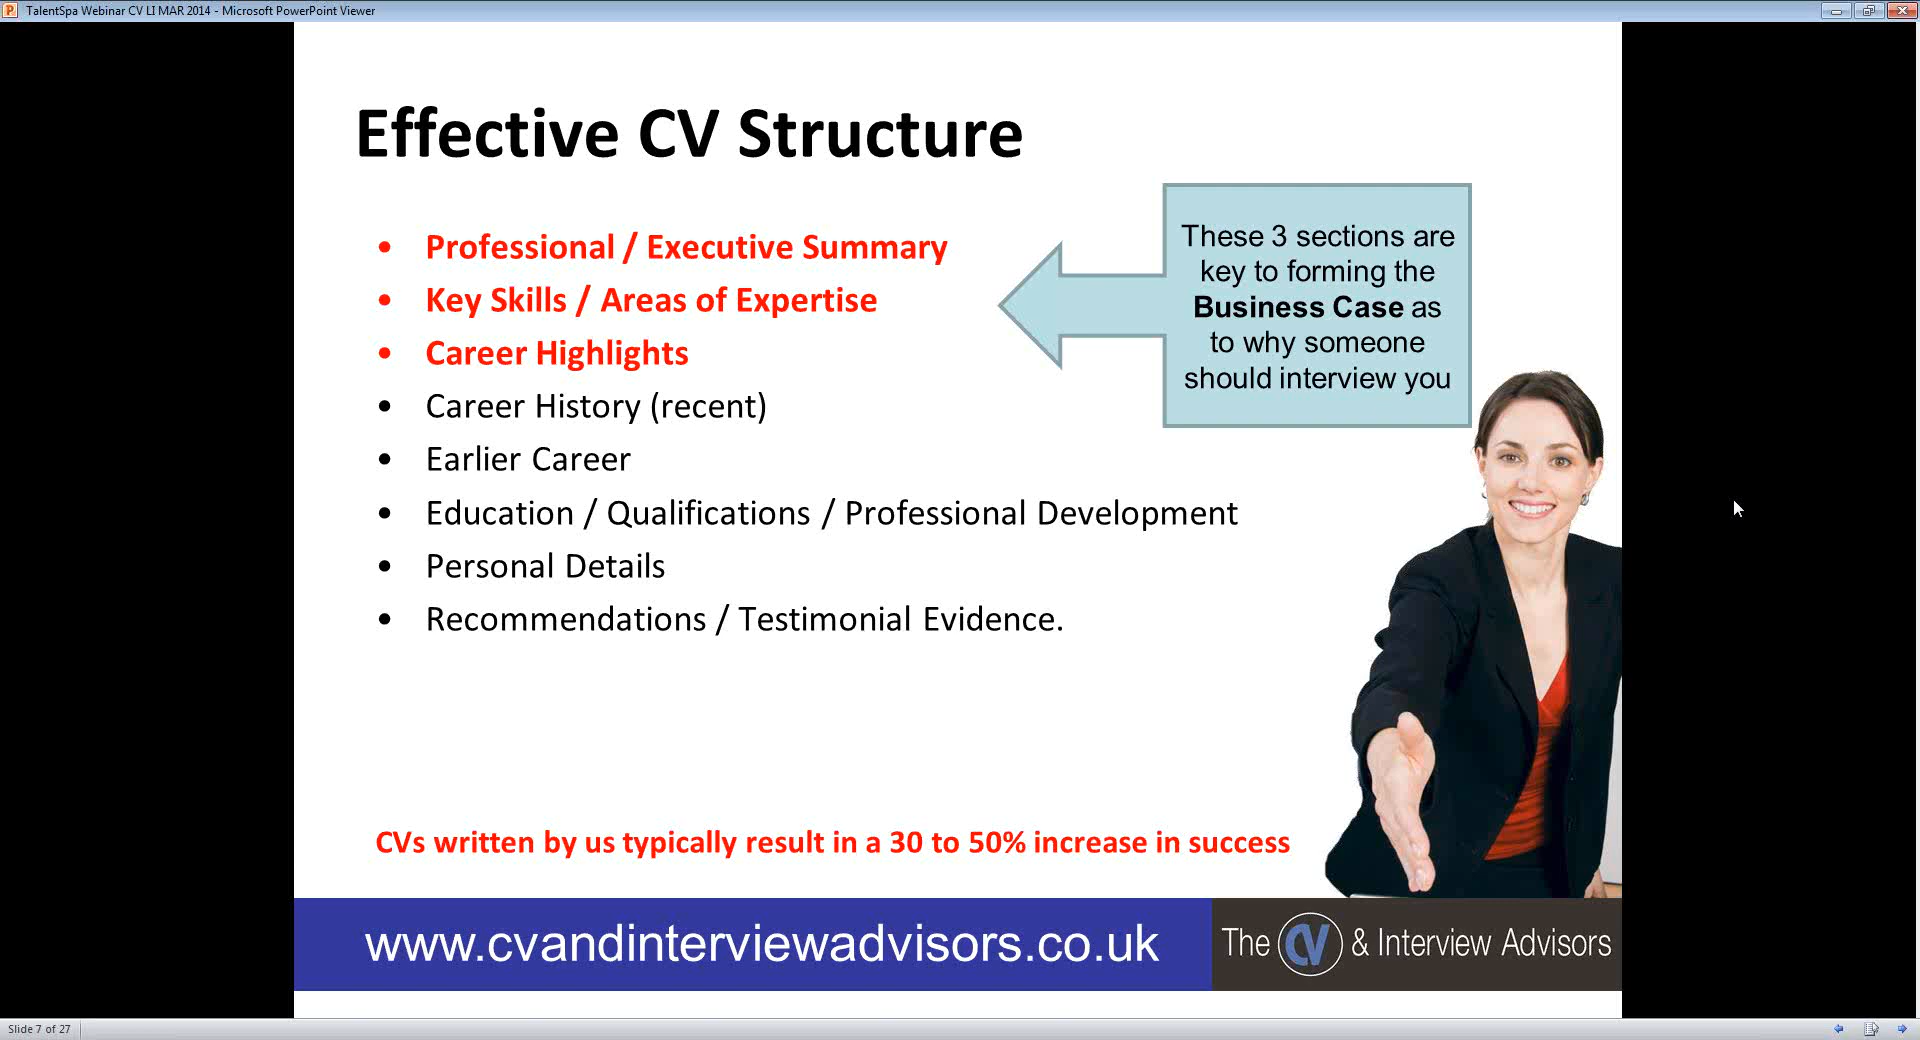 TalentSpa Webinar CV LI MAR 2014 - Microsoft PowerPoint Viewer
Effective CV Structure
• Professional / Executive Summary
• Key Skills / Areas of Expertise
• Career Highlights
• Career History (recent)
• Earlier Career
• Education / Qualifications / Professional Development
• Personal Details
• Recommendations / Testimonial Evidence.
These 3 sections are
key to forming the
Business Case as
to why someone
should interview you
CVs written by us typically result in a 30 to 50% increase in success
www.cvandinterviewadvisors.co.uk
The CV & Interview Advisors
Slide 7 of 27